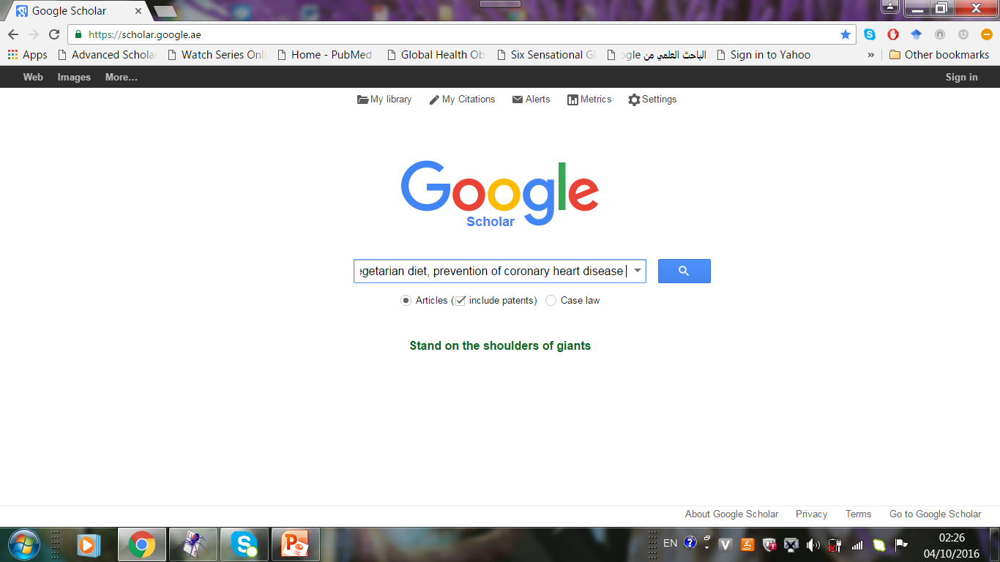 Google Scholar
https://scholar.google.ae
Apps Advanced Schola Watch Series Onli Home - PubMed Global Health Ob Six Sensational Gl ogle الباحث العلمي من Sign in to Yahoo » Other bookmarks
Web Images More... Sign in
My library My Citations Alerts Metrics Settings
Google
Scholar
egetarian diet, prevention of coronary heart disease
Articles (include patents) Case law
Stand on the shoulders of giants
About Google Scholar Privacy Terms Go to Google Scholar
EN 02:26
04/10/2016